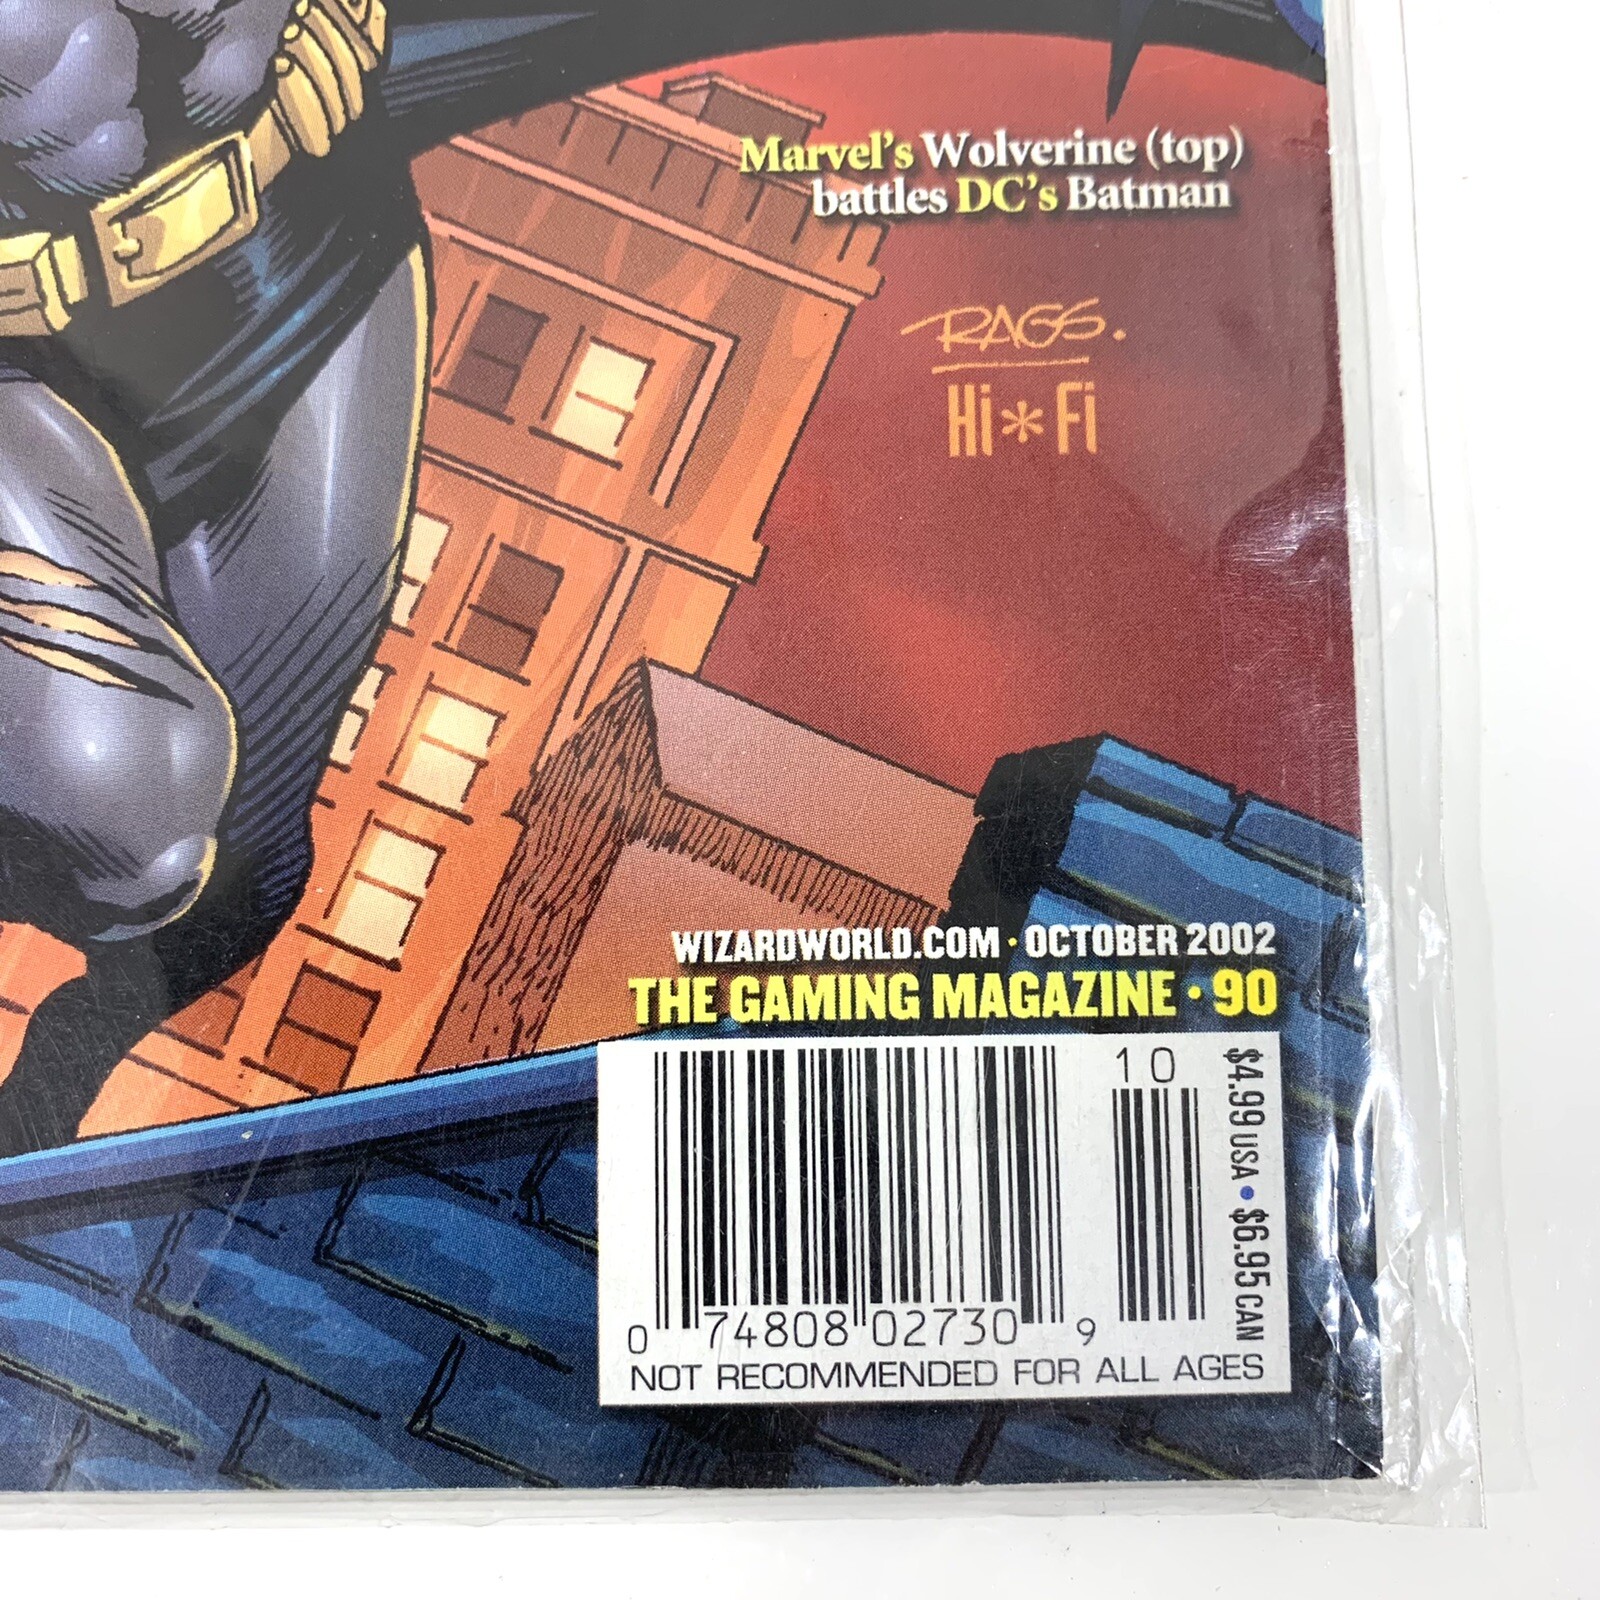 Marvel's Wolverine (top)
battles DC's Batman
RAGS.
Hi*Fi
WIZARDWORLD.COM · OCTOBER 2002
THE GAMING MAGAZINE · 90
10
$4.99 USA • $6.95 CAN
0 74808 02730 9
NOT RECOMMENDED FOR ALL AGES